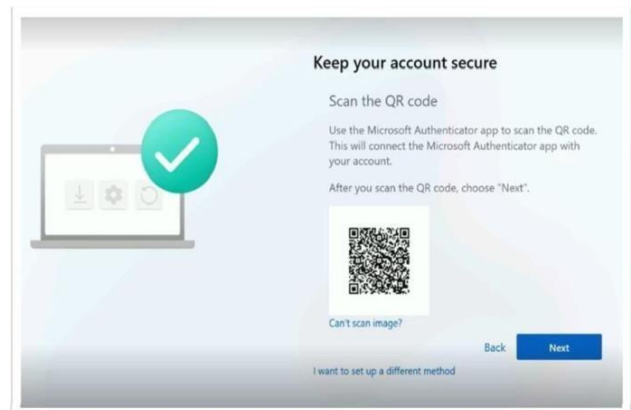 Keep your account secure
Scan the QR code
Use the Microsoft Authenticator app to scan the QR code.
This will connect the Microsoft Authenticator app with
your account.
After you scan the QR code, choose "Next".
Can't scan image?
Back Next
I want to set up a different method